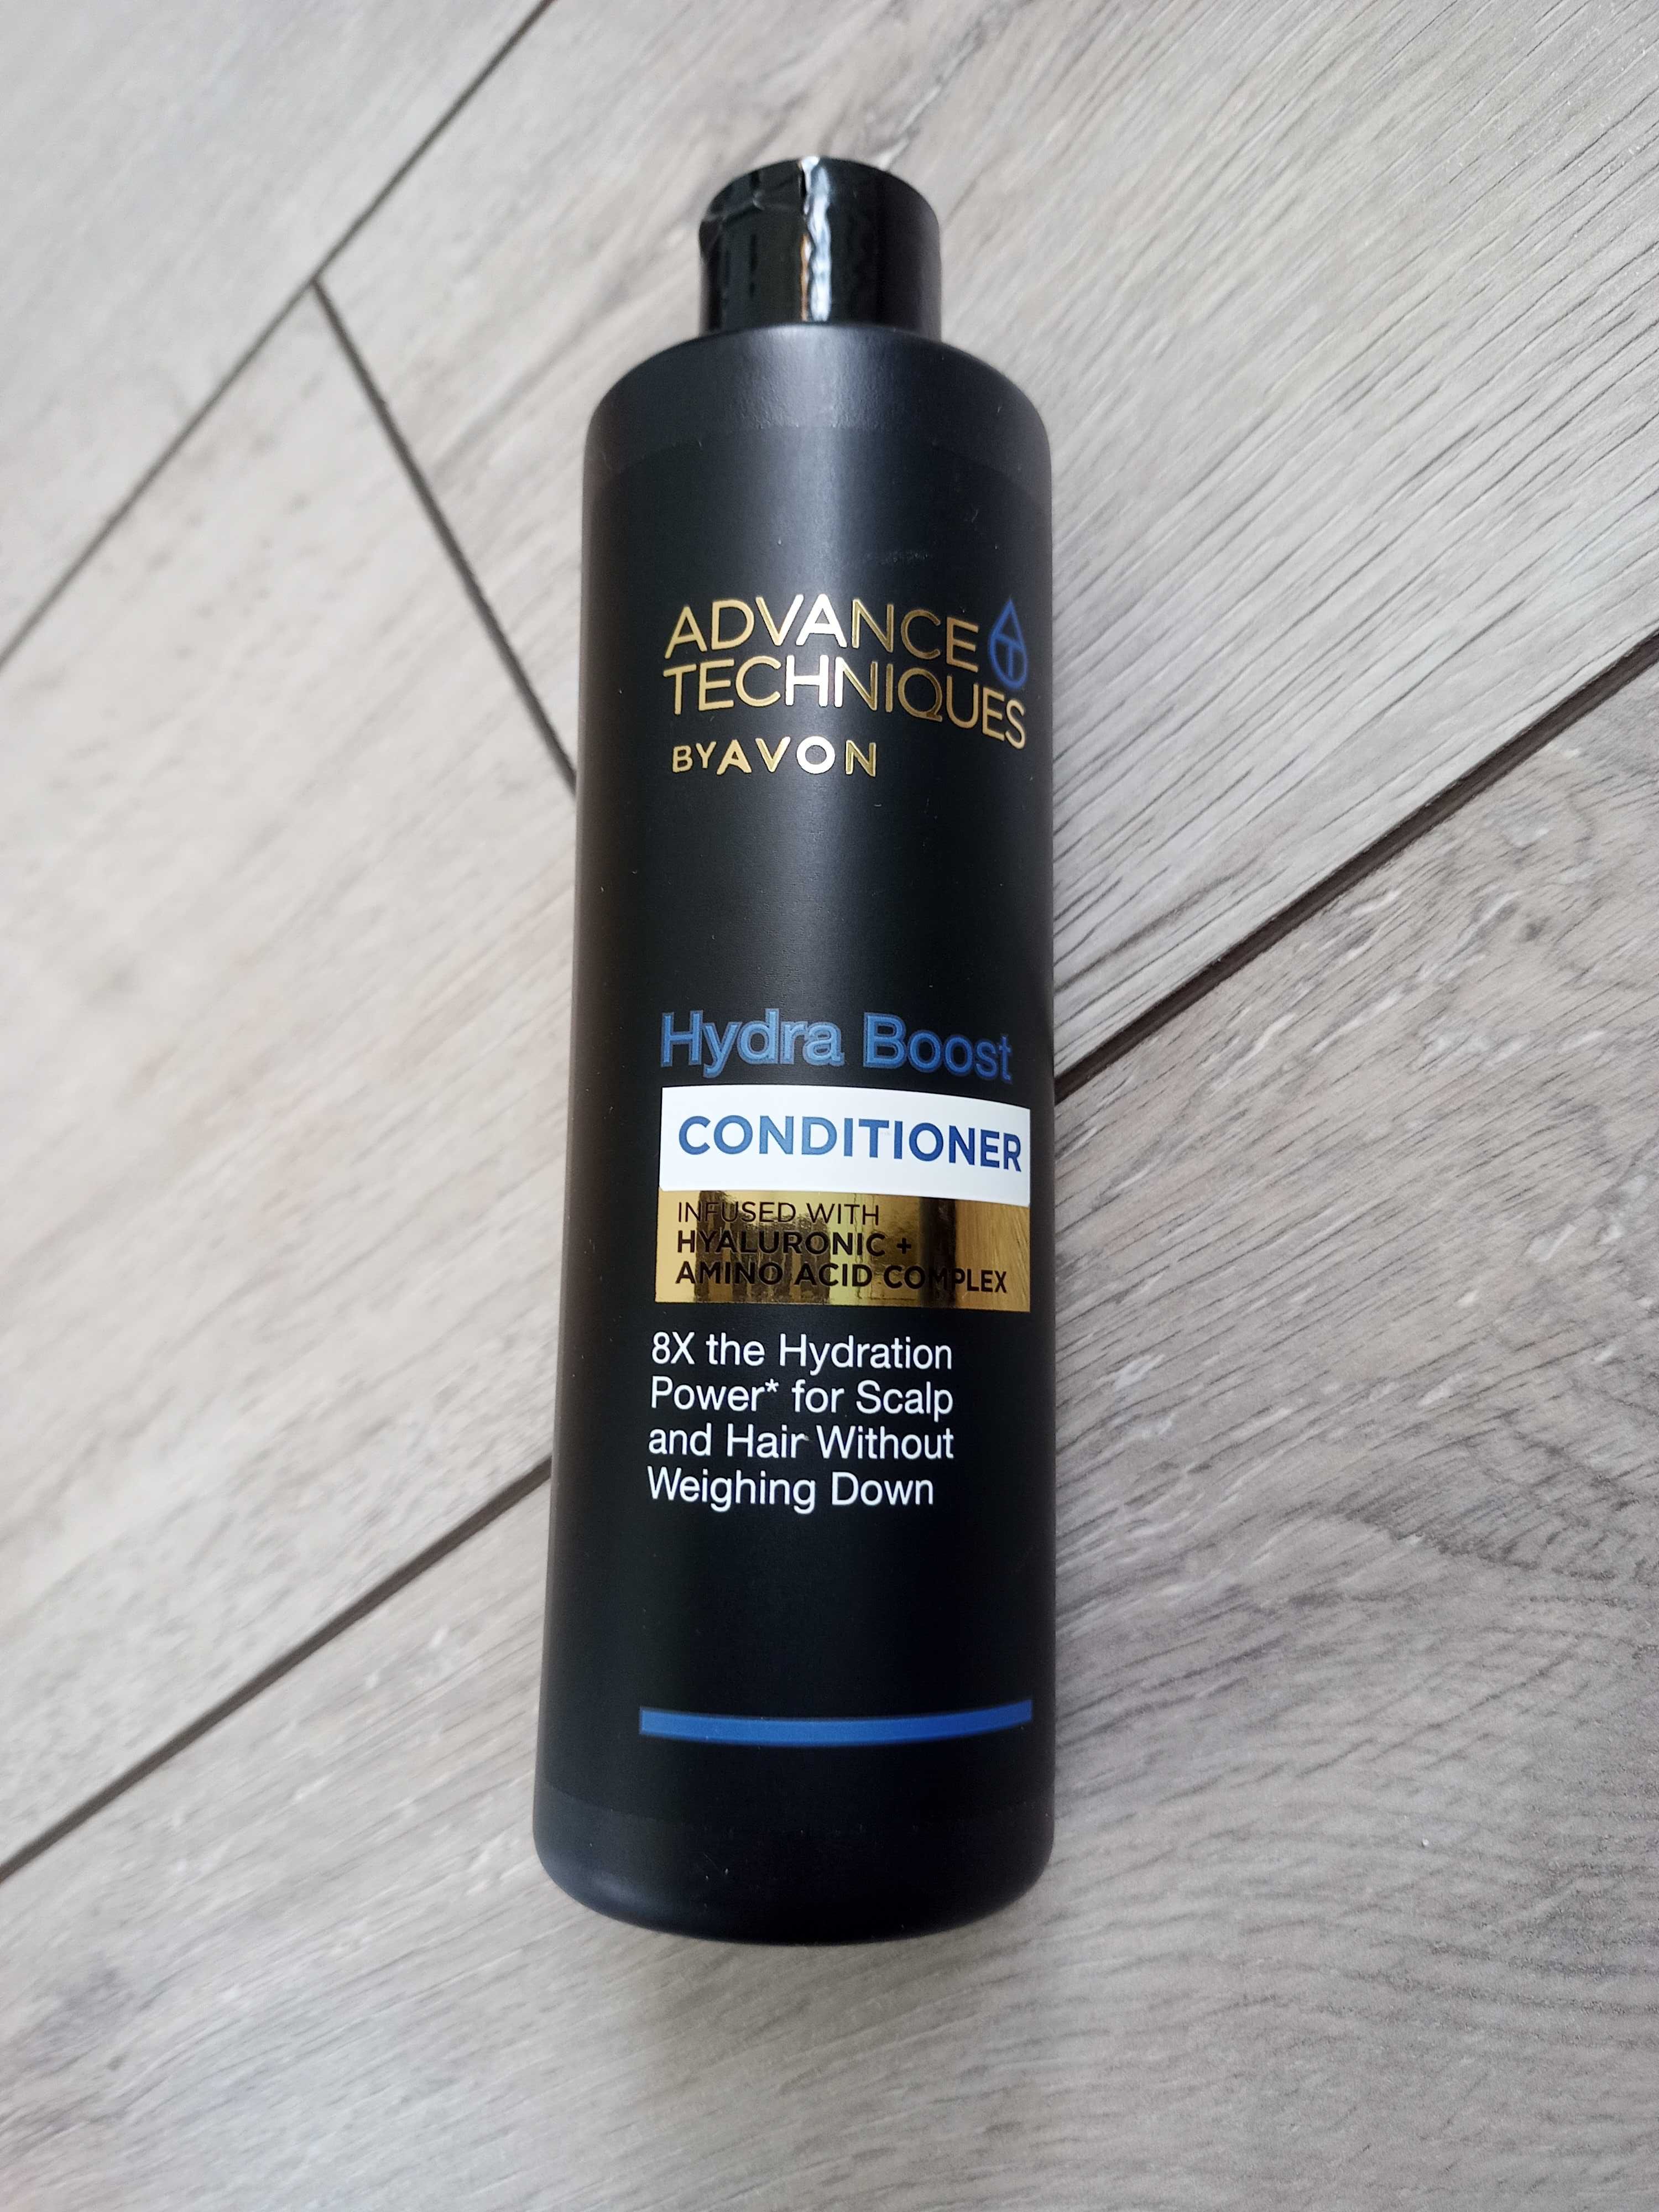 ADVANCE
TECHNIQUES
BY AVON
Hydra Boost
CONDITIONER
INFUSED WITH
HYALURONIC +
AMINO ACID COMPLEX
8X the Hydration
Power* for Scalp
and Hair Without
Weighing Down